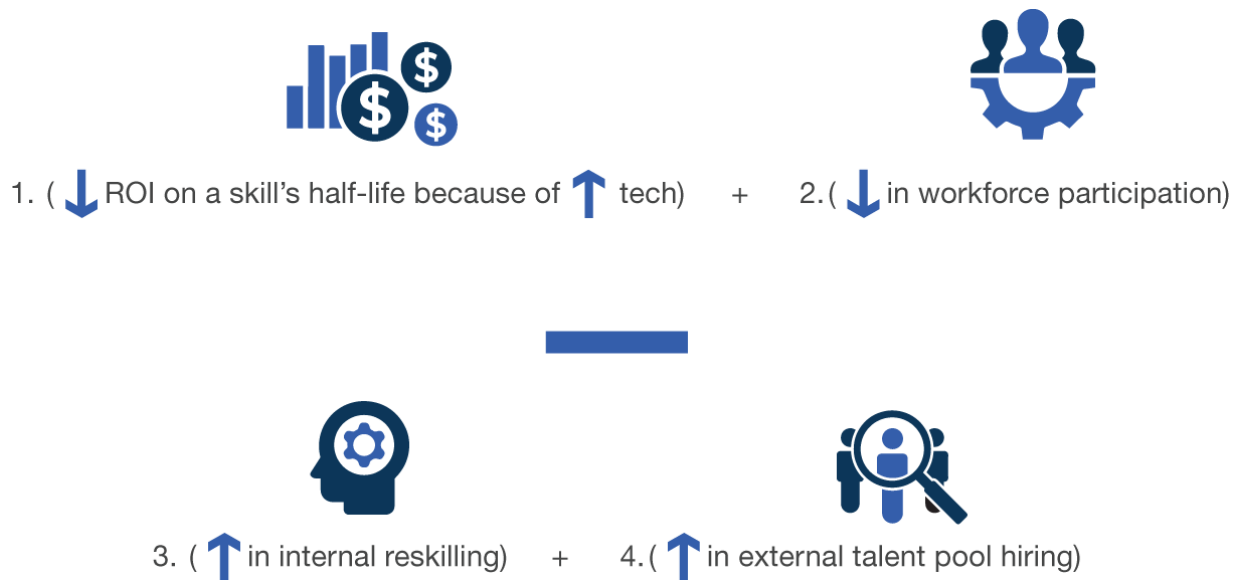 $ $ $
1. (↓ ROI on a skill’s half-life because of ↑ tech) + 2. (↓ in workforce participation)
3. (↑ in internal reskilling) + 4. (↑ in external talent pool hiring)